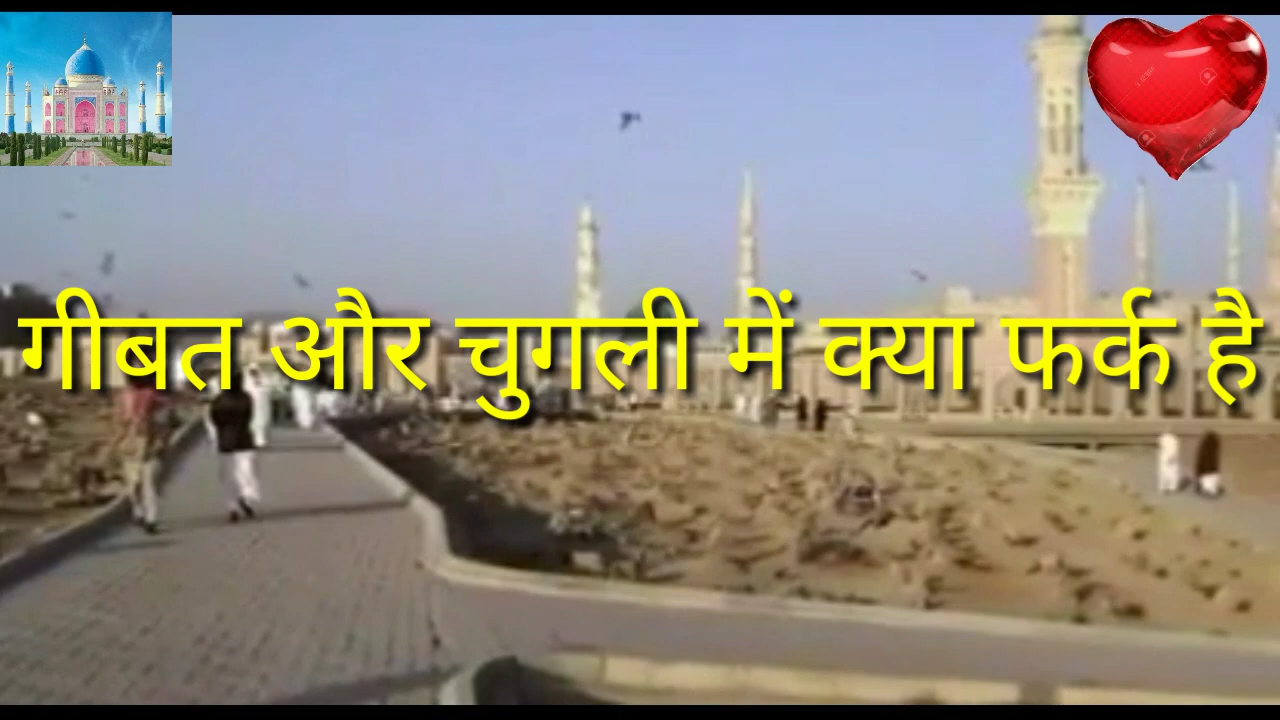 गीबत और चुगली में क्या फर्क है